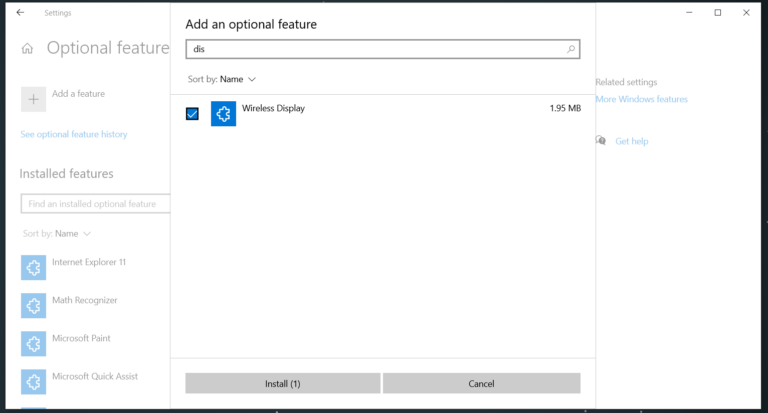 Settings
Optional feature
Add a feature
See optional feature history
Installed features
Find an installed optional feature
Sort by: Name
Internet Explorer 11
Math Recognizer
Microsoft Paint
Microsoft Quick Assist
Add an optional feature
dis
Sort by: Name
Wireless Display 1.95 MB
Install (1) Cancel
Related settings
More Windows features
Get help